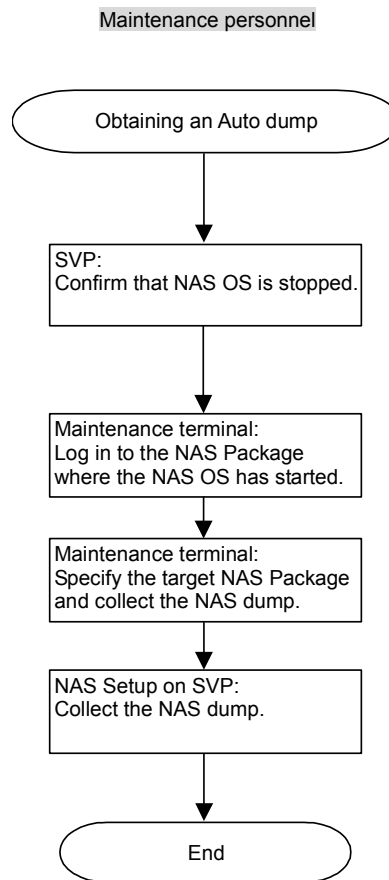 Maintenance personnel
Obtaining an Auto dump
SVP:
Confirm that NAS OS is stopped.
Maintenance terminal:
Log in to the NAS Package
where the NAS OS has started.
Maintenance terminal:
Specify the target NAS Package
and collect the NAS dump.
NAS Setup on SVP:
Collect the NAS dump.
End